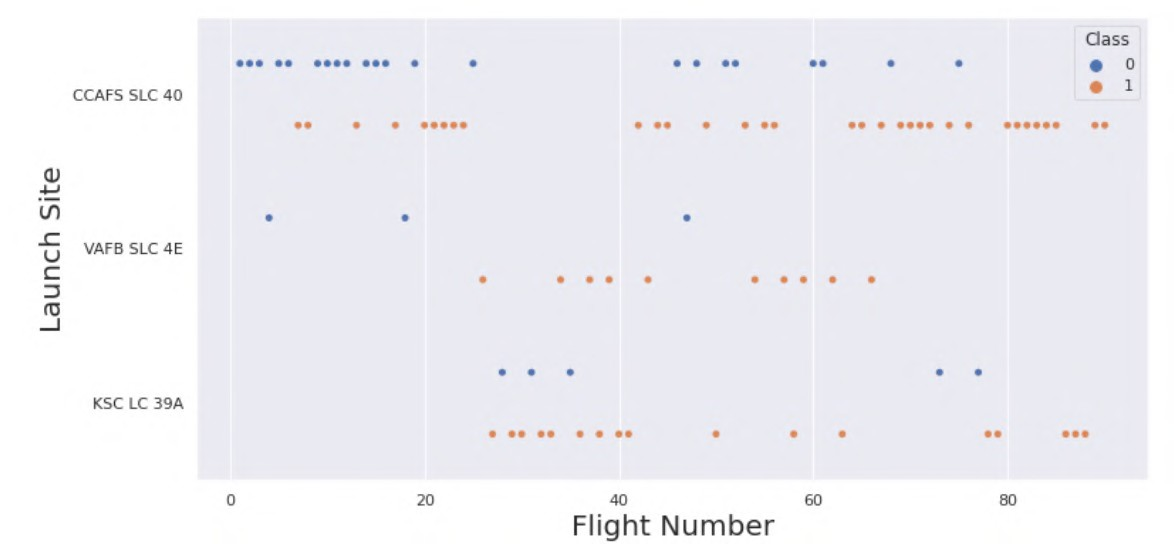 Class
0
1
CCAFS SLC 40
VAFB SLC 4E
KSC LC 39A
Launch Site
0 20 40 60 80
Flight Number